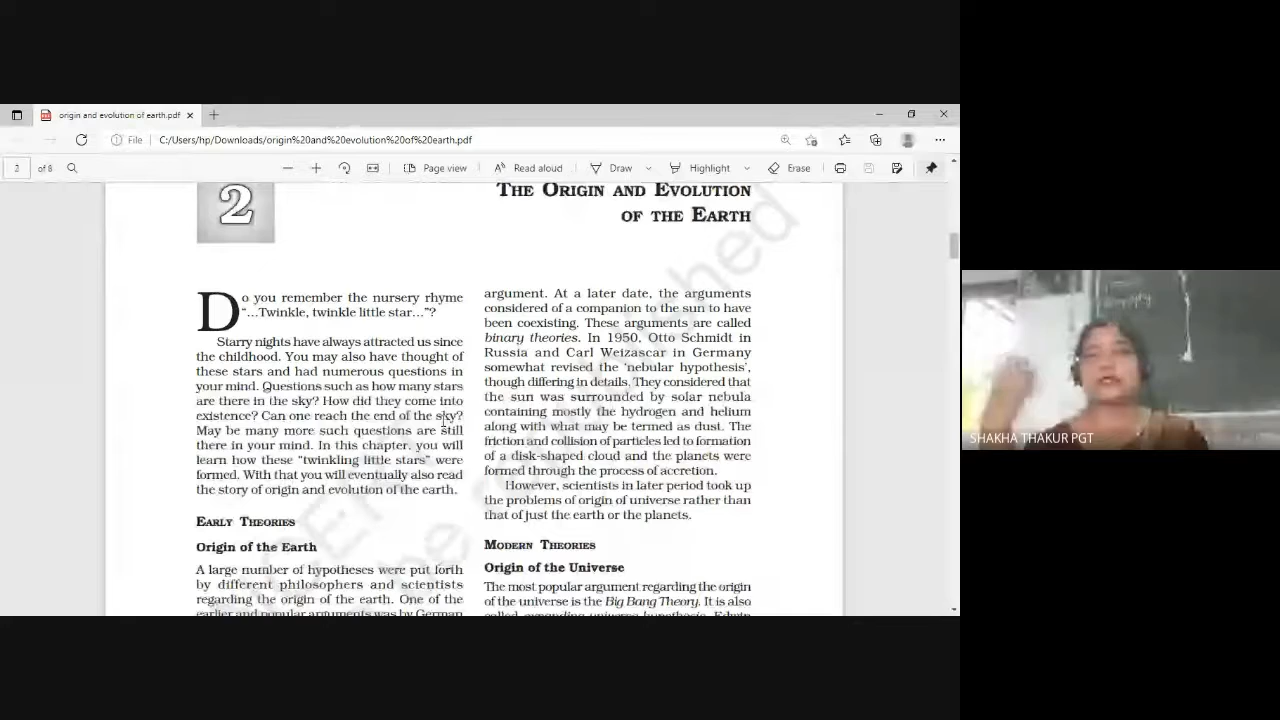 origin and evolution of earth.pdf
File
C:/Users/hp/Downloads/origin%20and%20evolution%20of%20earth.pdf
2 of 8
Page view
Read aloud
Draw
Highlight
Erase
2
THE ORIGIN AND EVOLUTION
OF THE EARTH
Do you remember the nursery rhyme
“...Twinkle, twinkle little star...”?
Starry nights have always attracted us since
the childhood. You may also have thought of
these stars and had numerous questions in
your mind. Questions such as how many stars
are there in the sky? How did they come into
existence? Can one reach the end of the sky?
May be many more such questions are still
there in your mind. In this chapter, you will
learn how these “twinkling little stars” were
formed. With that you will eventually also read
the story of origin and evolution of the earth.
EARLY THEORIES
Origin of the Earth
A large number of hypotheses were put forth
by different philosophers and scientists
regarding the origin of the earth. One of the
earlier and popular arguments was by German
argument. At a later date, the arguments
considered of a companion to the sun to have
been coexisting. These arguments are called
binary theories. In 1950, Otto Schmidt in
Russia and Carl Weizascar in Germany
somewhat revised the ‘nebular hypothesis’,
though differing in details. They considered that
the sun was surrounded by solar nebula
containing mostly the hydrogen and helium
along with what may be termed as dust. The
friction and collision of particles led to formation
of a disk-shaped cloud and the planets were
formed through the process of accretion.
However, scientists in later period took up
the problems of origin of universe rather than
that of just the earth or the planets.
MODERN THEORIES
Origin of the Universe
The most popular argument regarding the origin
of the universe is the Big Bang Theory. It is also
called expanding universe hypothesis. Edwin
SHAKHA THAKUR PGT